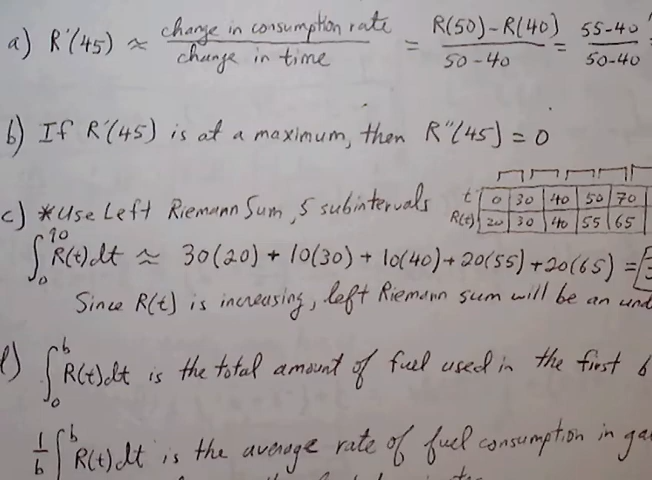 a) R'(45) ≈ change in consumption rate / change in time = R(50) - R(40) / 50 - 40 = 55 - 40 / 50 - 40
b) If R'(45) is at a maximum, then R''(45) = 0
c) *Use Left Riemann Sum, 5 subintervals
t 0 30 40 50 70
R(t) 20 30 40 55 65
∫₀⁹⁰ R(t)dt ≈ 30(20) + 10(30) + 10(40) + 20(55) + 20(65) =
Since R(t) is increasing, left Riemann sum will be an und
∫₀ᵇ R(t)dt is the total amount of fuel used in the first b
1/b ∫ᵇ R(t)dt is the average rate of fuel consumption in ga